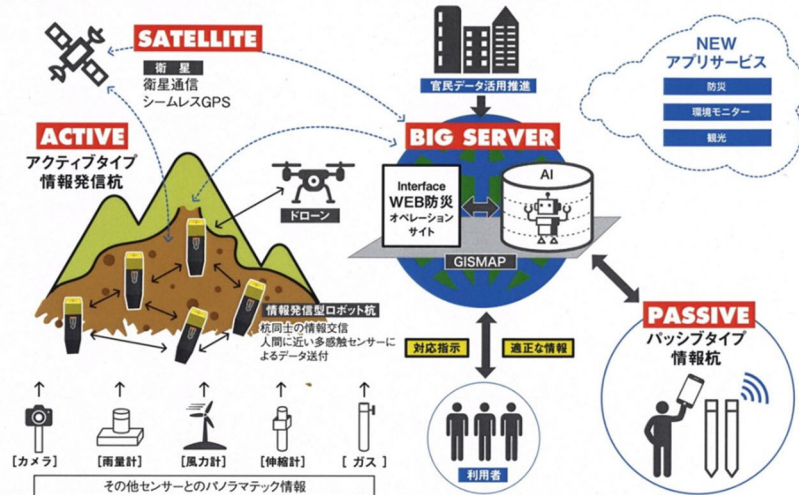 SATELLITE
衛星
衛星通信
シームレスGPS
官民データ活用推進
NEW
アプリサービス
防災
環境モニター
観光
ACTIVE
アクティブタイプ
情報発信杭
ドローン
BIG SERVER
Interface
WEB防災
オペレーション
サイト
AI
GISMAP
情報発信型ロボット杭
杭同士の情報交信
人間に近い多感触センサーに
よるデータ送付
対応指示
適正な情報
利用者
PASSIVE
パッシブタイプ
情報杭
[カメラ]
[雨量計]
[風力計]
[伸縮計]
[ガス]
その他センサーとのパノラマテック情報